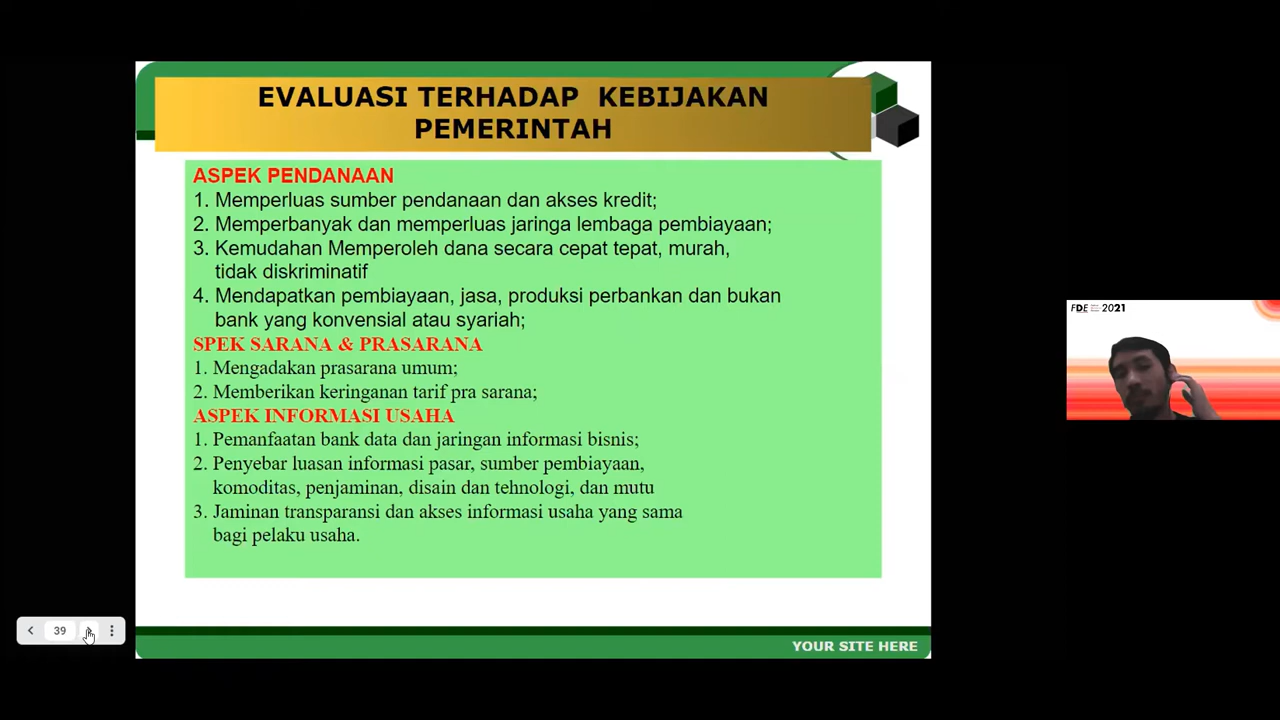 EVALUASI TERHADAP KEBIJAKAN
PEMERINTAH
ASPEK PENDANAAN
1. Memperluas sumber pendanaan dan akses kredit;
2. Memperbanyak dan memperluas jaringa lembaga pembiayaan;
3. Kemudahan Memperoleh dana secara cepat tepat, murah,
tidak diskriminatif
4. Mendapatkan pembiayaan, jasa, produksi perbankan dan bukan
bank yang konvensial atau syariah;
SPEK SARANA & PRASARANA
1. Mengadakan prasarana umum;
2. Memberikan keringanan tarif pra sarana;
ASPEK INFORMASI USAHA
1. Pemanfaatan bank data dan jaringan informasi bisnis;
2. Penyebar luasan informasi pasar, sumber pembiayaan,
komoditas, penjaminan, disain dan tehnologi, dan mutu
3. Jaminan transparansi dan akses informasi usaha yang sama
bagi pelaku usaha.
YOUR SITE HERE
39
FDE 2021